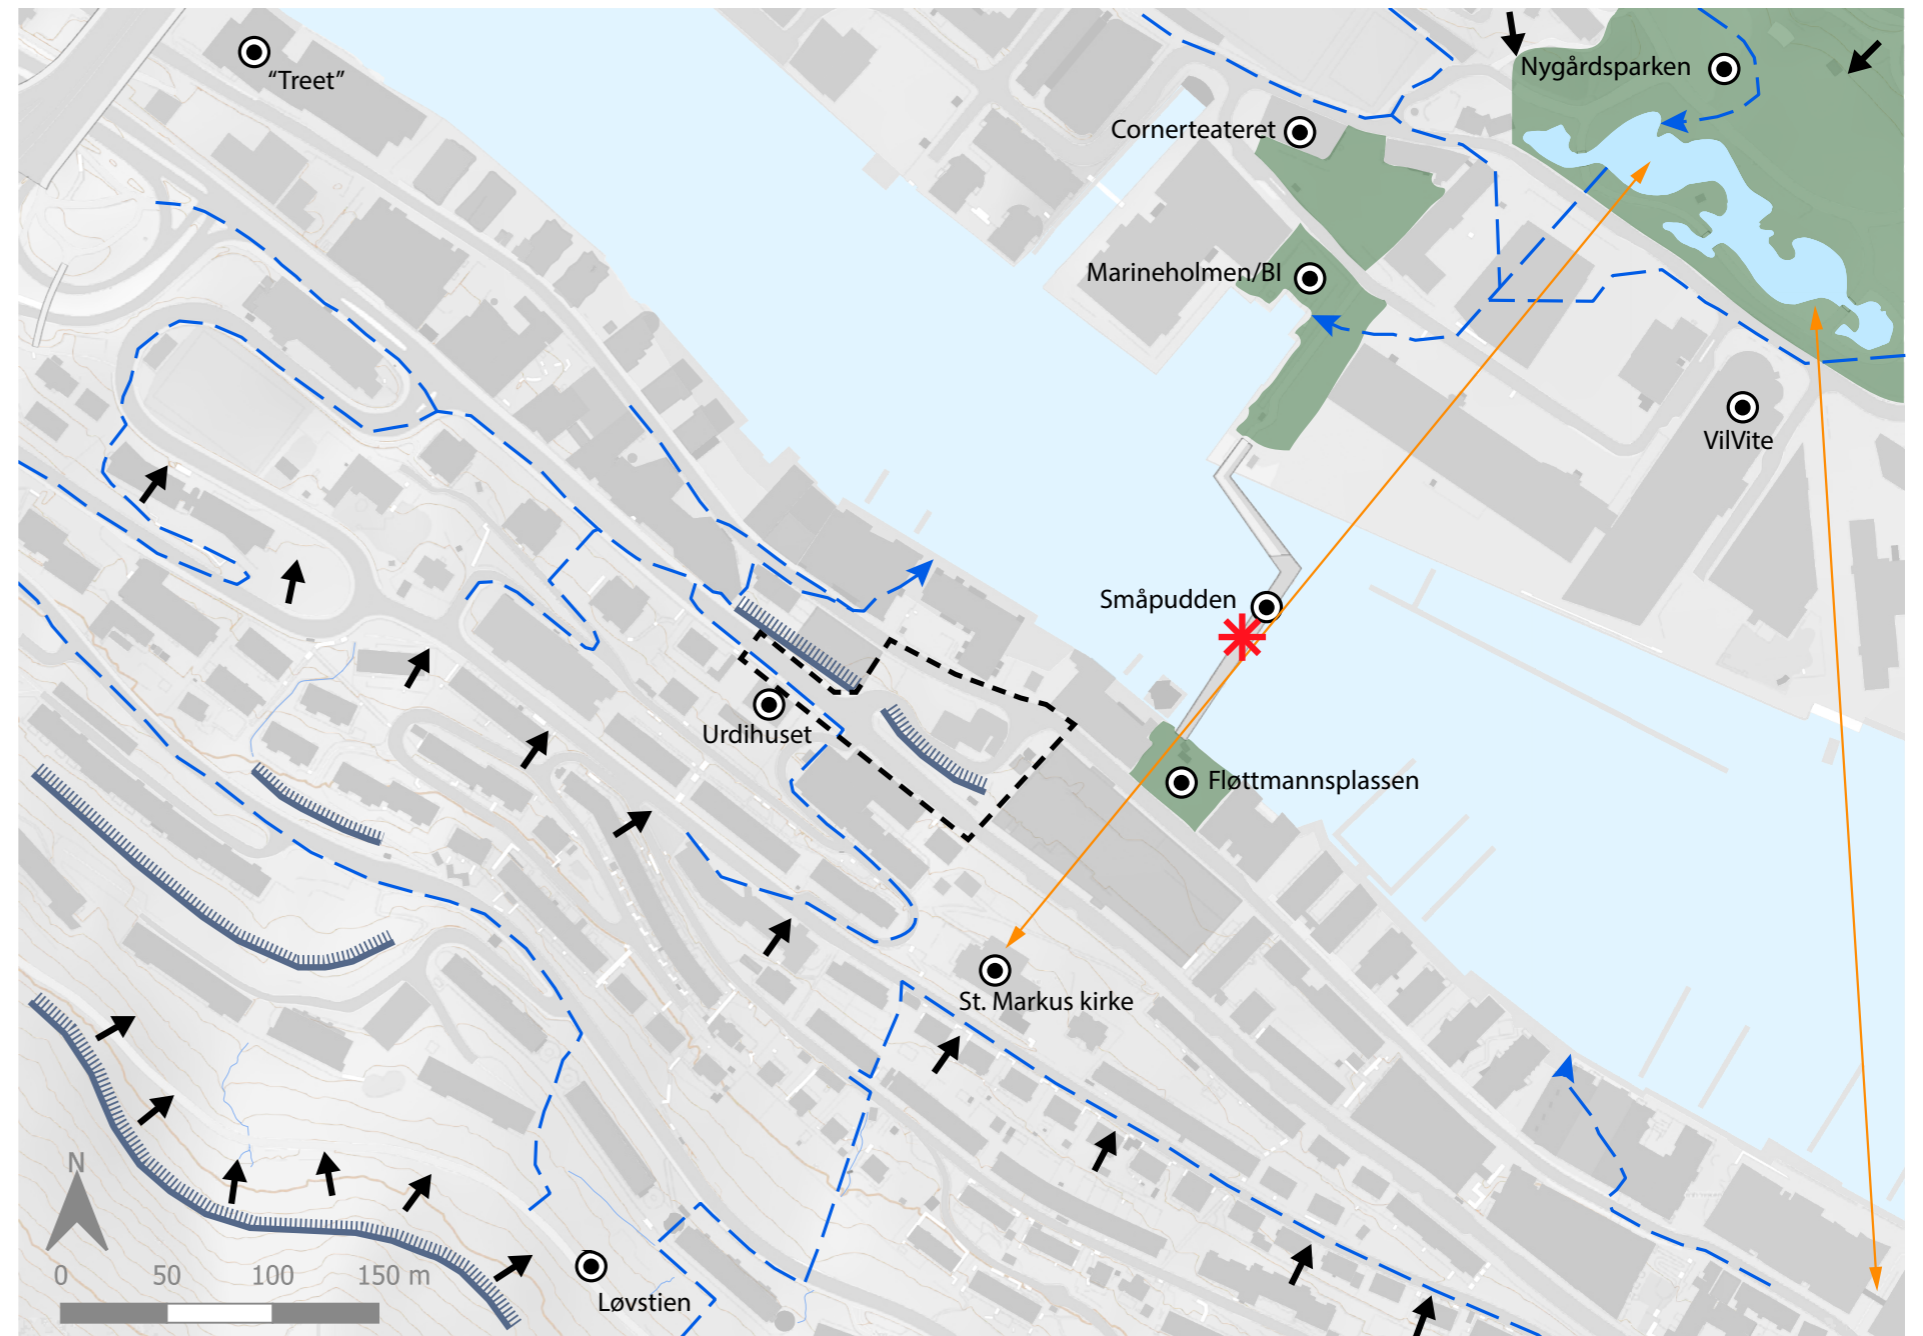 “Treet”
Nygårdsparken
Cornerteateret
Marineholmen/BI
VilVite
Småpudden
Urdihuset
Fløttmannsplassen
St. Markus kirke
N
0 50 100 150 m
Løvstien